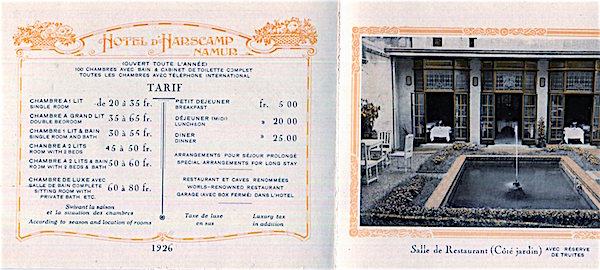 HOTEL D'HARSCAMP
NAMUR
(OUVERT TOUTE L'ANNÉE)
100 CHAMBRES AVEC BAIN & CABINET DE TOILETTE COMPLET
TOUTES LES CHAMBRES AVEC TÉLÉPHONE INTERNATIONAL
TARIF
CHAMBRE A 1 LIT de 20 à 35 fr.
SINGLE ROOM
CHAMBRE A GRAND LIT 35 à 65 fr.
DOUBLE BEDROOM
CHAMBRE 1 LIT & BAIN 30 à 55 fr.
SINGLE ROOM AND BATH
CHANBRE A 2 LITS 45 à 50 fr.
ROOM WITH 2 BEDS
CHAMBRE A 2 LITS & BAIN 50 à 60 fr.
ROOM WITH 2 BEDS & BATH
CHAMBRE DE LUXE AVEC
SALLE DE BAIN COMPLETE 60 à 80 fr.
SITTING ROOM WITH
PRIVATE BATH ETC.
PETIT DEJEUNER fr. 5 00
BREAKFAST
DÉJEUNER (MIDI) » 20.00
LUNCHEON
DINER » 25.00
DINNER
ARRANGEMENTS POUR SÉJOUR PROLONGÉ
SPECIAL ARRANGEMENTS FOR LONG STAY
RESTAURANT ET CAVES RENOMMÉES
WORLD-RENOWNED RESTAURANT
GARAGE (AVEC BOX FERMÉ) DANS L'HOTEL
Suivant la saison
et la situation des chambres
According to season and location of rooms
Taxe de luxe
en sus
Luxury tax
in addition
1926
Salle de Restaurant (Côté jardin) AVEC RÉSERVE
DE TRUITES